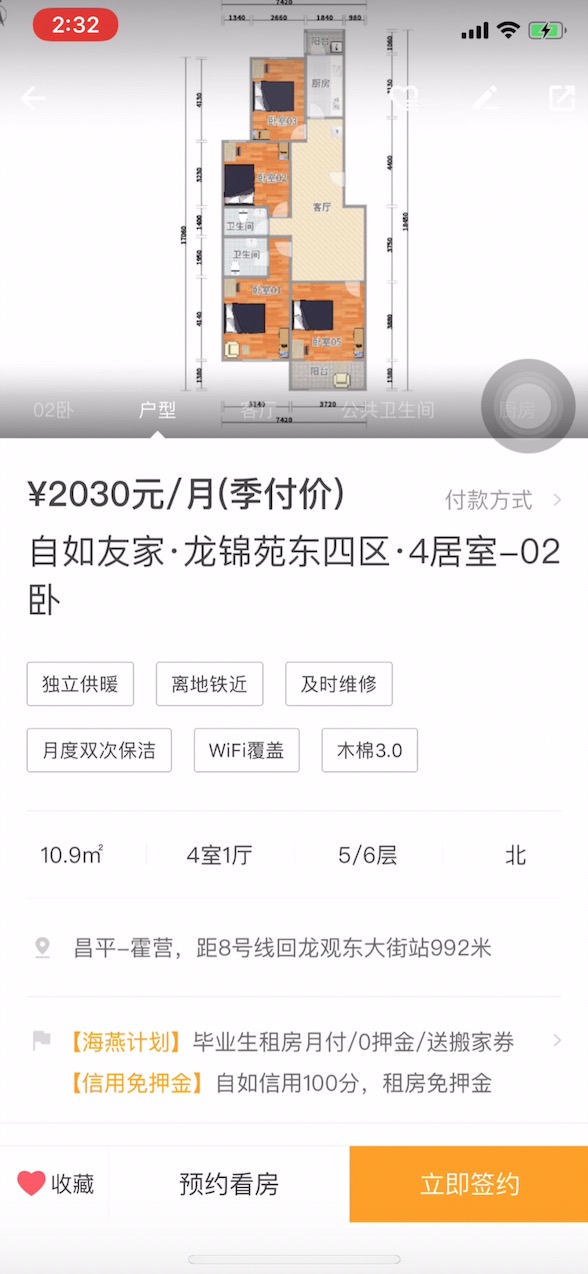 7420
2:32
1340 2660 1840 980
阳台
1060
厨房
4130
卧室03
3230
卧室02
4400
客厅
1400
卫生间
17060
18450
卫生间
1950
3750
卧室01
4140
3880
卧室05
阳台
1380
1380
3140 3720
7420
02卧 户型 客厅 公共卫生间 厨房
¥2030元/月(季付价)
付款方式
自如友家·龙锦苑东四区·4居室-02
卧
独立供暖 离地铁近 及时维修
月度双次保洁 WiFi覆盖 木棉3.0
10.9㎡ 4室1厅 5/6层 北
昌平-霍营，距8号线回龙观东大街站992米
【海燕计划】毕业生租房月付/0押金/送搬家券
【信用免押金】自如信用100分，租房免押金
收藏 预约看房 立即签约